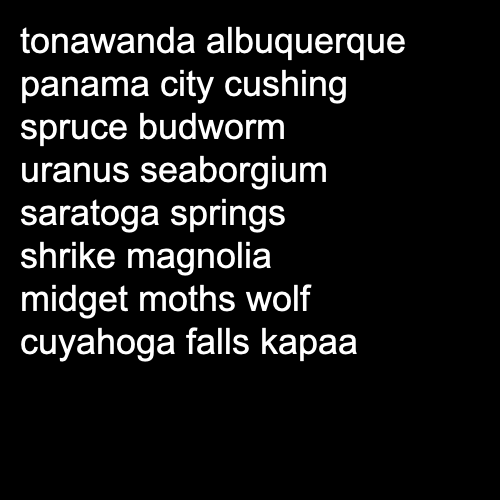 tonawanda albuquerque
panama city cushing
spruce budworm
uranus seaborgium
saratoga springs
shrike magnolia
midget moths wolf
cuyahoga falls kapaa